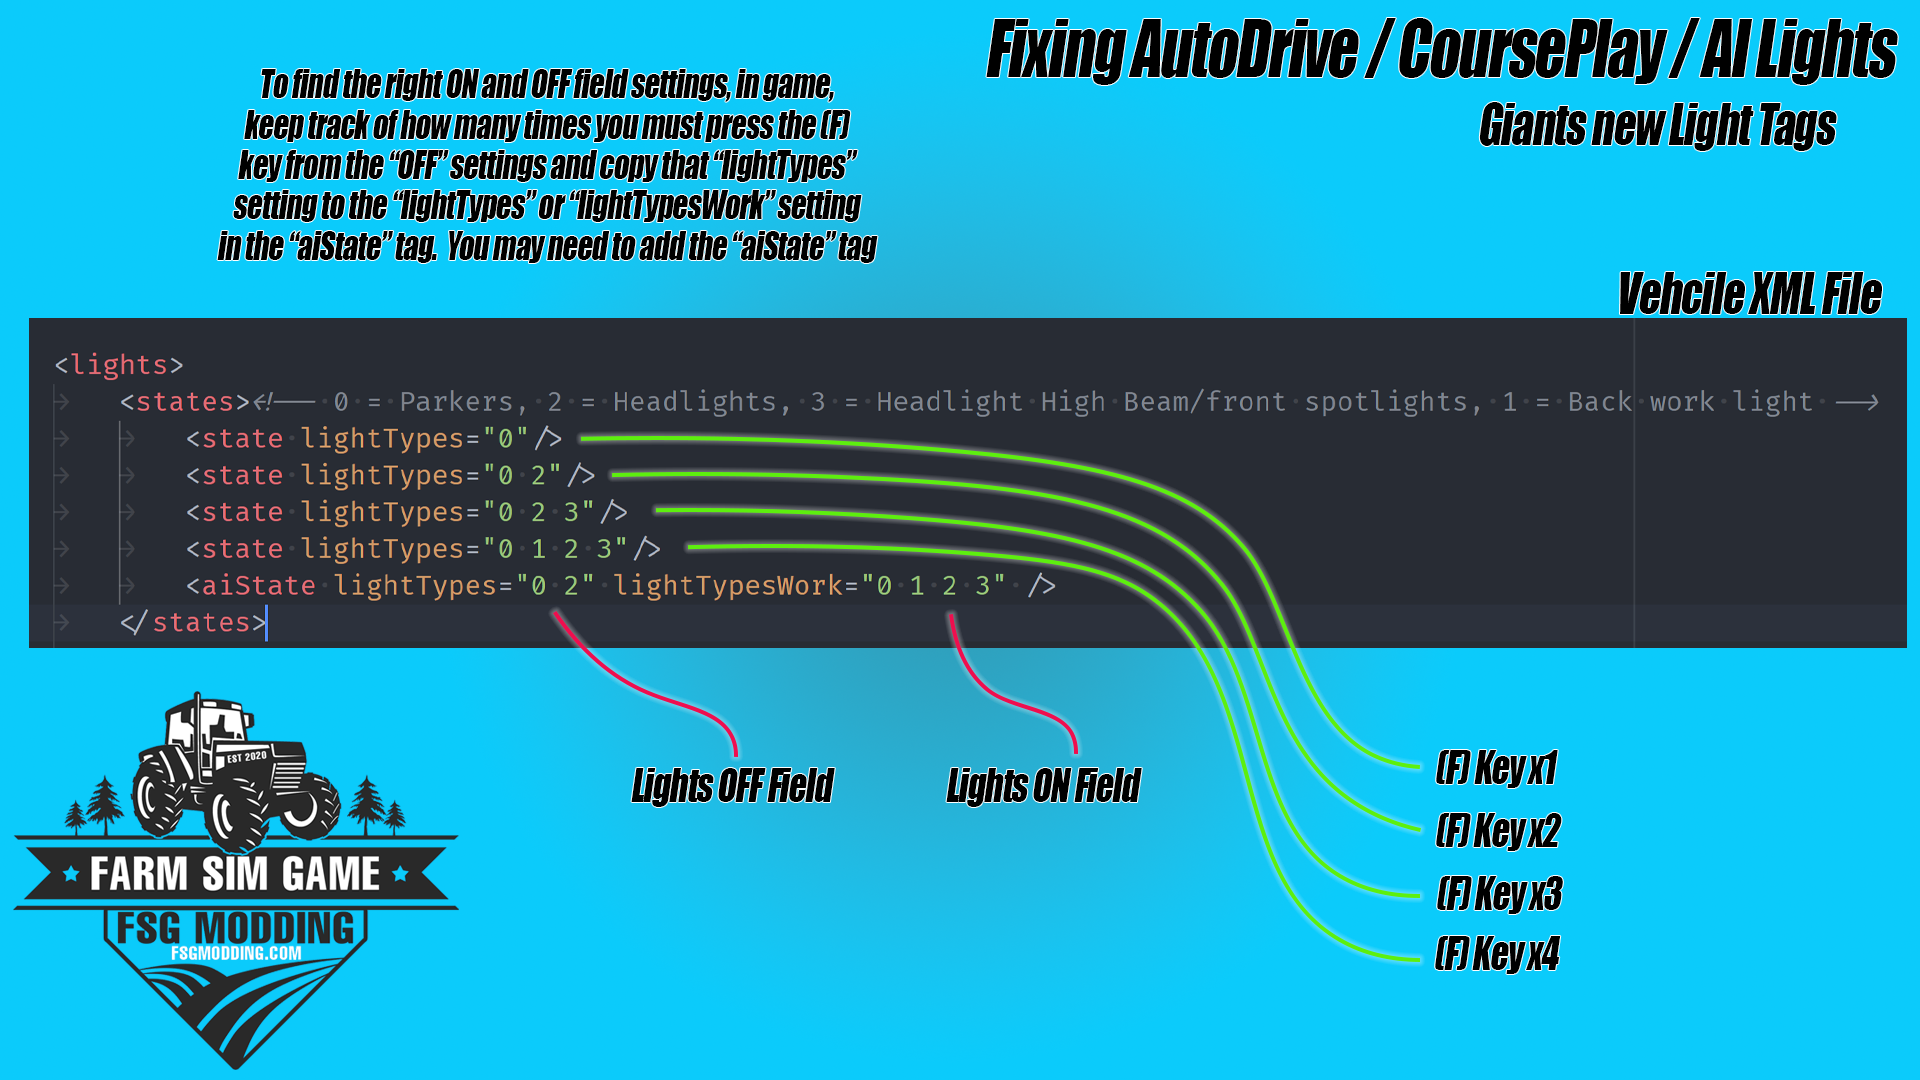 Fixing AutoDrive / CoursePlay / AI Lights
Giants new Light Tags
To find the right ON and OFF field settings, in game,
keep track of how many times you must press the (F)
key from the “OFF” settings and copy that “lightTypes”
setting to the “lightTypes” or “lightTypesWork” setting
in the “aiState” tag. You may need to add the “aiState” tag
Vehcile XML File
<lights>
<states><!-- 0 = Parkers, 2 = Headlights, 3 = Headlight High Beam/front spotlights, 1 = Back work light -->
<state lightTypes="0"/>
<state lightTypes="0 2"/>
<state lightTypes="0 2 3"/>
<state lightTypes="0 1 2 3"/>
<aiState lightTypes="0 2" lightTypesWork="0 1 2 3" />
</states>
Lights OFF Field
Lights ON Field
(F) Key x1
(F) Key x2
(F) Key x3
(F) Key x4
EST 2020
FARM SIM GAME
FSG MODDING
FSGMODDING.COM